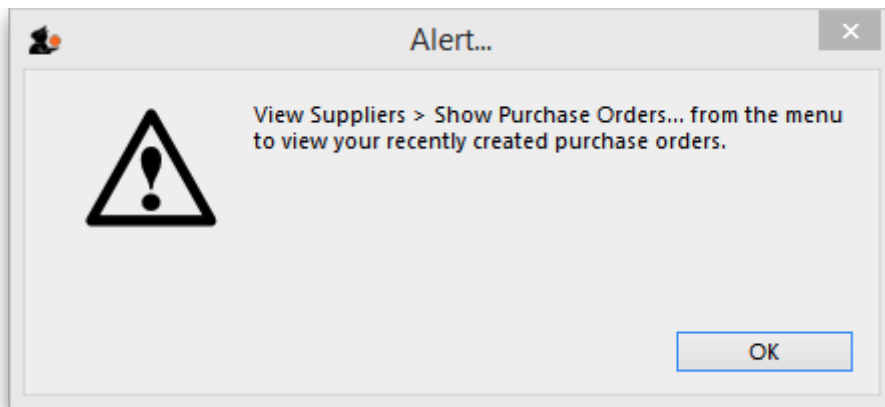 Alert...
View Suppliers > Show Purchase Orders... from the menu
to view your recently created purchase orders.
OK